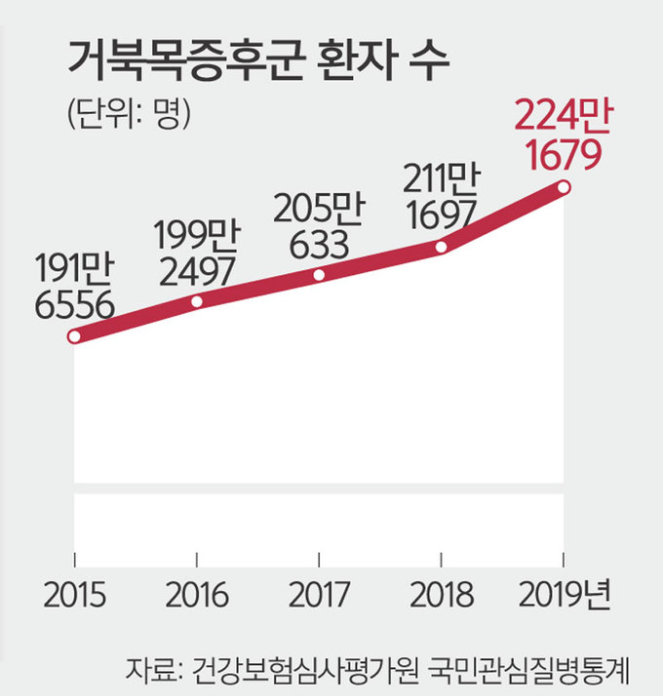 거북목증후군 환자 수
(단위: 명)
191만
6556
199만
2497
205만
633
211만
1697
224만
1679
2015 2016 2017 2018 2019년
자료: 건강보험심사평가원 국민관심질병통계